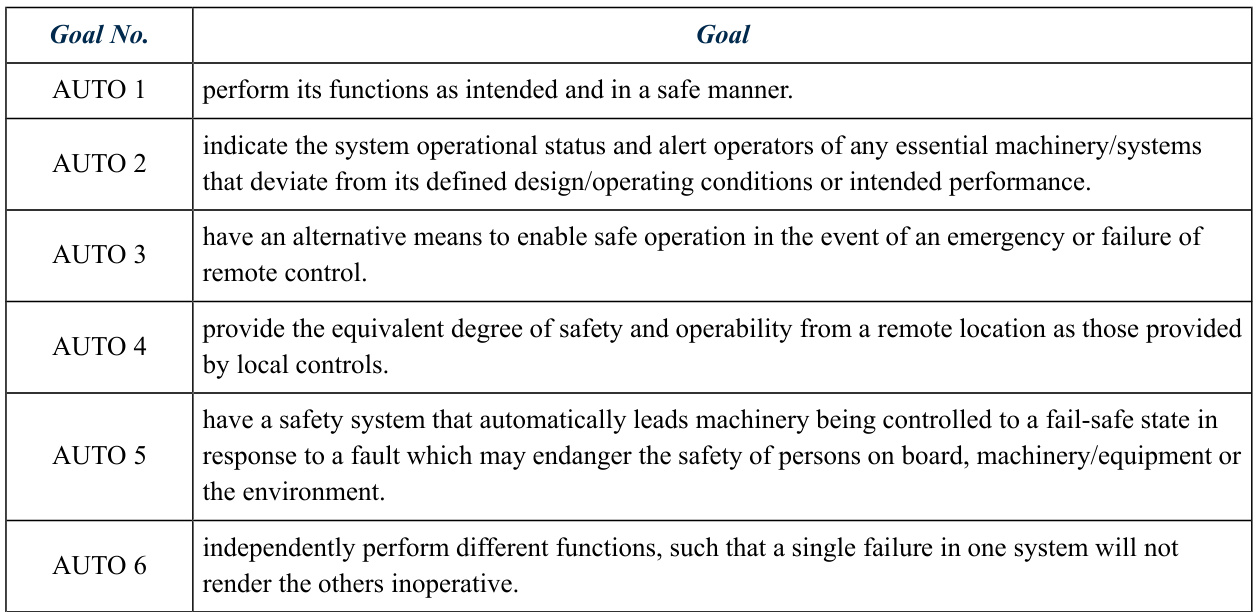 Goal No. Goal
AUTO 1 perform its functions as intended and in a safe manner.
AUTO 2 indicate the system operational status and alert operators of any essential machinery/systems
that deviate from its defined design/operating conditions or intended performance.
AUTO 3 have an alternative means to enable safe operation in the event of an emergency or failure of
remote control.
AUTO 4 provide the equivalent degree of safety and operability from a remote location as those provided
by local controls.
AUTO 5 have a safety system that automatically leads machinery being controlled to a fail-safe state in
response to a fault which may endanger the safety of persons on board, machinery/equipment or
the environment.
AUTO 6 independently perform different functions, such that a single failure in one system will not
render the others inoperative.